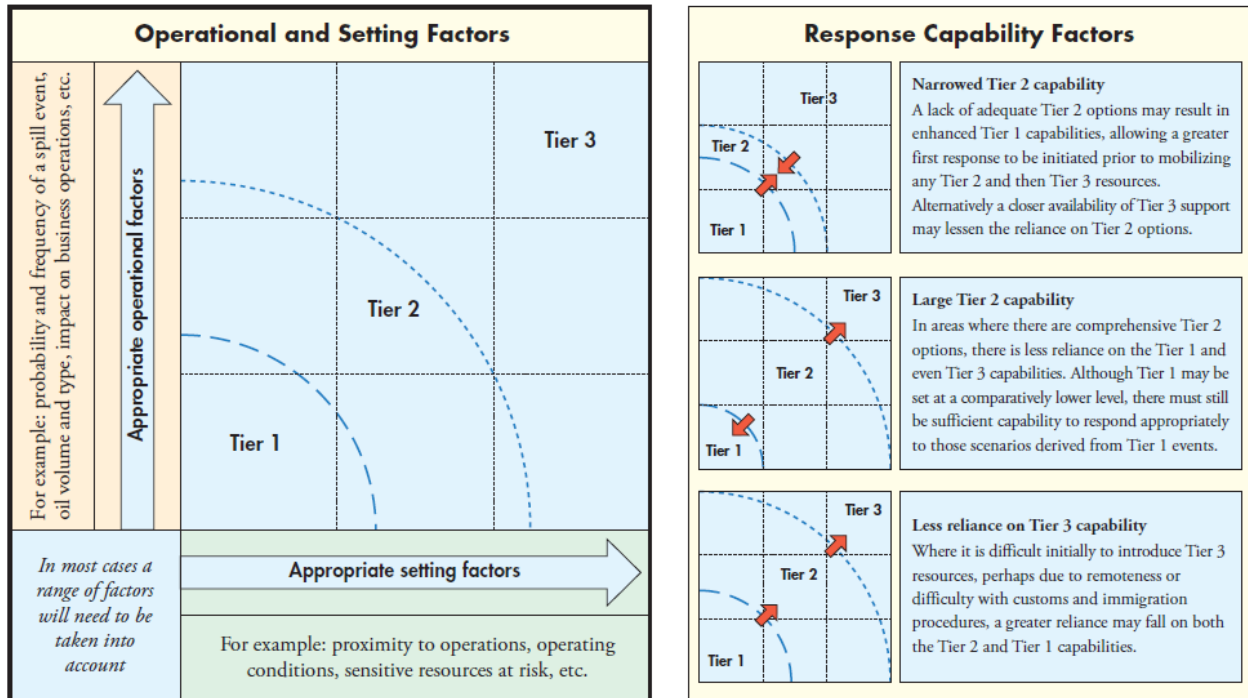 Operational and Setting Factors
For example: probability and frequency of a spill event,
oil volume and type, impact on business operations, etc.
Appropriate operational factors
Tier 3
Tier 2
Tier 1
In most cases a
range of factors
will need to be
taken into
account
Appropriate setting factors
For example: proximity to operations, operating
conditions, sensitive resources at risk, etc.
Response Capability Factors
Tier 3
Tier 2
Tier 1
Narrowed Tier 2 capability
A lack of adequate Tier 2 options may result in
enhanced Tier 1 capabilities, allowing a greater
first response to be initiated prior to mobilizing
any Tier 2 and then Tier 3 resources.
Alternatively a closer availability of Tier 3 support
may lessen the reliance on Tier 2 options.
Tier 3
Tier 2
Tier 1
Large Tier 2 capability
In areas where there are comprehensive Tier 2
options, there is less reliance on the Tier 1 and
even Tier 3 capabilities. Although Tier 1 may be
set at a comparatively lower level, there must still
be sufficient capability to respond appropriately
to those scenarios derived from Tier 1 events.
Tier 3
Tier 2
Tier 1
Less reliance on Tier 3 capability
Where it is difficult initially to introduce Tier 3
resources, perhaps due to remoteness or
difficulty with customs and immigration
procedures, a greater reliance may fall on both
the Tier 2 and Tier 1 capabilities.